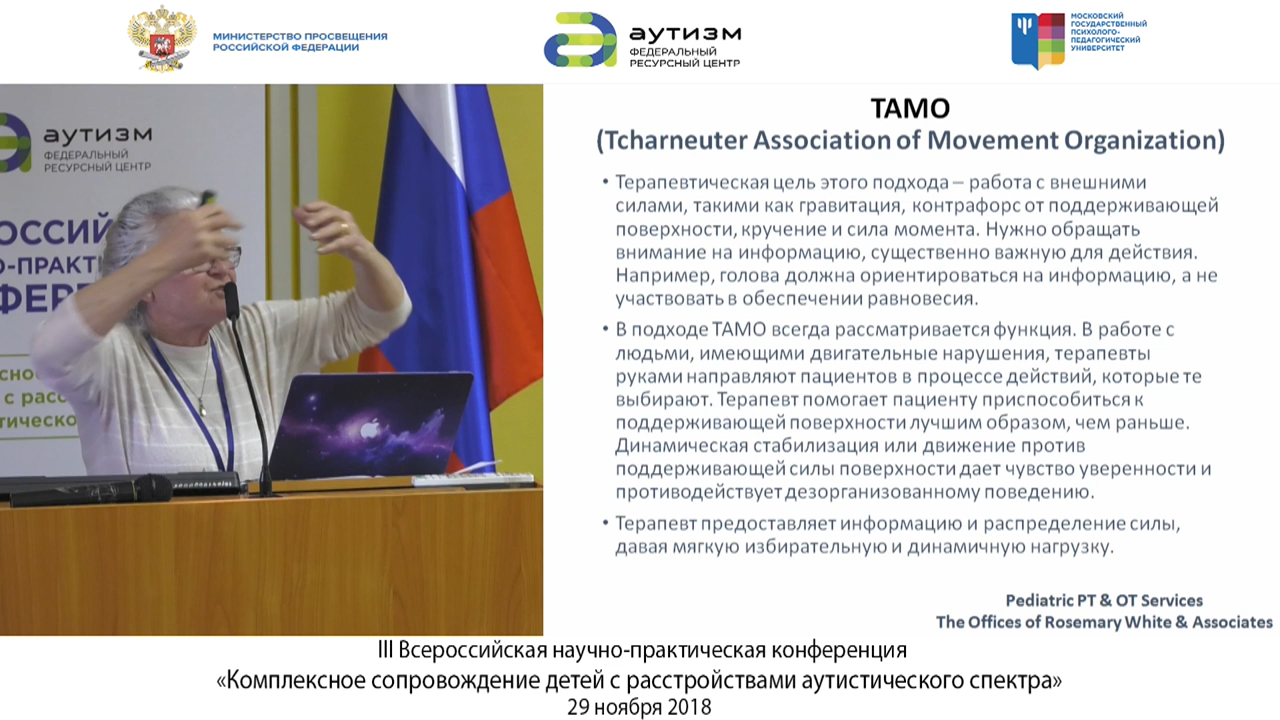 МИНИСТЕРСТВО ПРОСВЕЩЕНИЯ
РОССИЙСКОЙ ФЕДЕРАЦИИ
аутизм
ФЕДЕРАЛЬНЫЙ
РЕСУРСНЫЙ ЦЕНТР
МОСКОВСКИЙ
ГОСУДАРСТВЕННЫЙ
ПСИХОЛОГО-
ПЕДАГОГИЧЕСКИЙ
УНИВЕРСИТЕТ
аутизм
ФЕДЕРАЛЬНЫЙ
РЕСУРСНЫЙ ЦЕНТР
TAMO
(Tcharneuter Association of Movement Organization)
• Терапевтическая цель этого подхода – работа с внешними
силами, такими как гравитация, контрафорс от поддерживающей
поверхности, кручение и сила момента. Нужно обращать
внимание на информацию, существенно важную для действия.
Например, голова должна ориентироваться на информацию, а не
участвовать в обеспечении равновесия.
• В подходе ТАМО всегда рассматривается функция. В работе с
людьми, имеющими двигательные нарушения, терапевты
руками направляют пациентов в процессе действий, которые те
выбирают. Терапевт помогает пациенту приспособиться к
поддерживающей поверхности лучшим образом, чем раньше.
Динамическая стабилизация или движение против
поддерживающей силы поверхности дает чувство уверенности и
противодействует дезорганизованному поведению.
• Терапевт предоставляет информацию и распределение силы,
давая мягкую избирательную и динамичную нагрузку.
Pediatric PT & OT Services
The Offices of Rosemary White & Associates
III Всероссийская научно-практическая конференция
«Комплексное сопровождение детей с расстройствами аутистического спектра»
29 ноября 2018